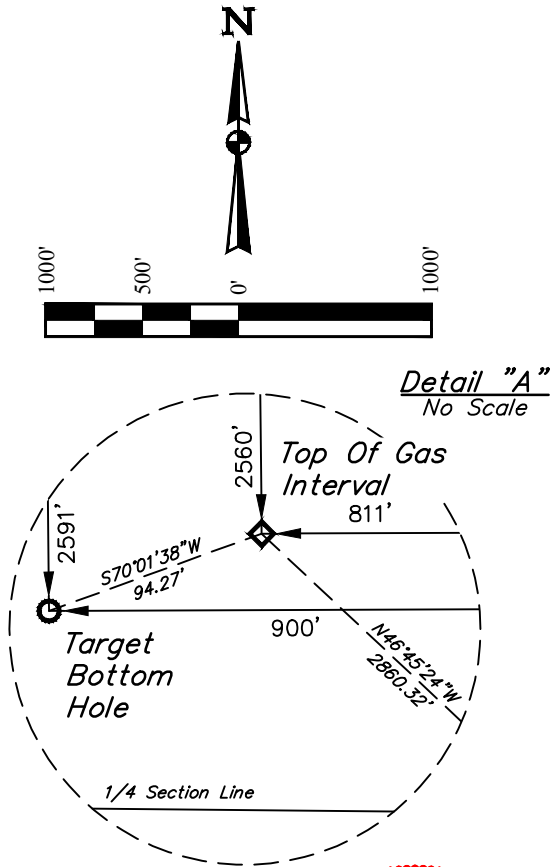 N
1000'
500'
0'
1000'
Detail "A"
No Scale
2560'
Top Of Gas
Interval
811'
2591'
S70°01'38"W
94.27'
900'
Target
Bottom
Hole
N46°45'24"W
2860.32'
1/4 Section Line